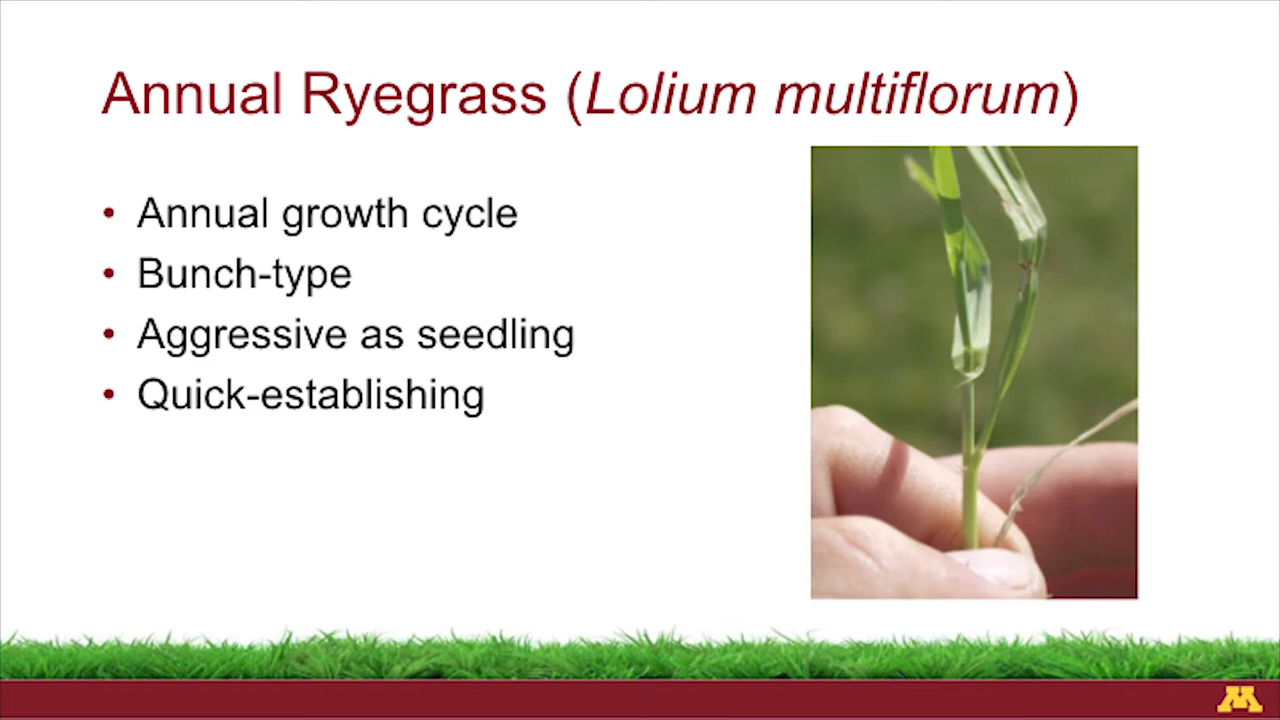 Annual Ryegrass (Lolium multiflorum)
• Annual growth cycle
• Bunch-type
• Aggressive as seedling
• Quick-establishing
M